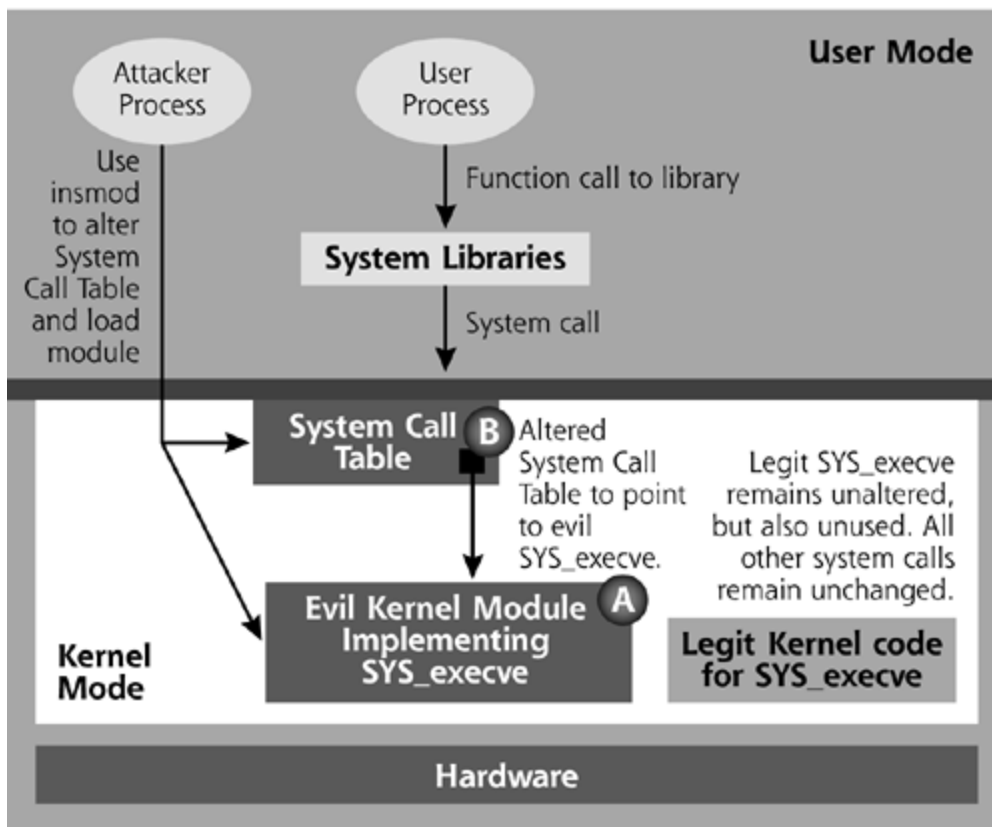 User Mode
Attacker
Process
User
Process
Use
insmod
to alter
System
Call Table
and load
module
Function call to library
System Libraries
System call
System Call
Table
B
Altered
System Call
Table to point
to evil
SYS_execve.
Legit SYS_execve
remains unaltered,
but also unused. All
other system calls
remain unchanged.
Evil Kernel Module
Implementing
SYS_execve
A
Legit Kernel code
for SYS_execve
Kernel
Mode
Hardware